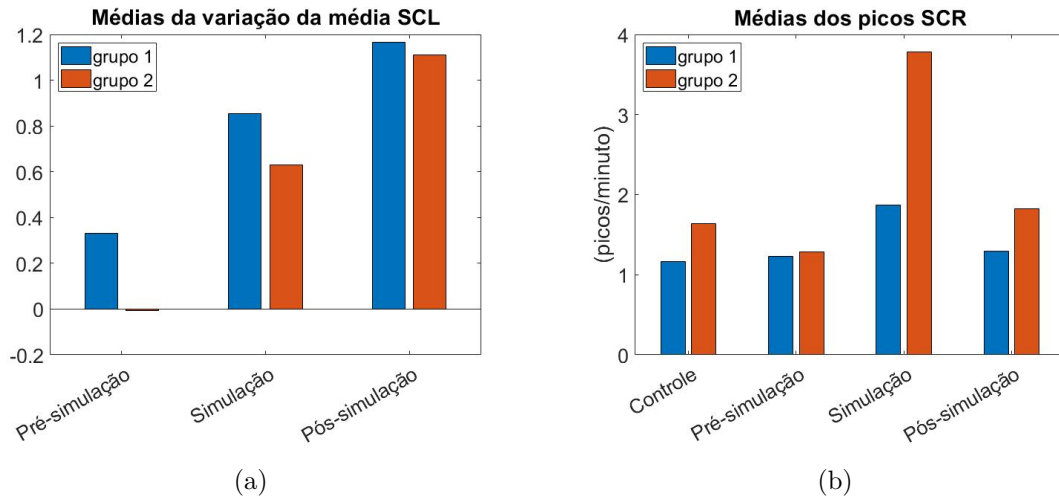 Médias da variação da média SCL
1.2
1
0.8
0.6
0.4
0.2
0
-0.2
grupo 1
grupo 2
Pré-simulação
Simulação
Pós-simulação
(a)
Médias dos picos SCR
(picos/minuto)
4
3
2
1
0
grupo 1
grupo 2
Controle
Pré-simulação
Simulação
Pós-simulação
(b)